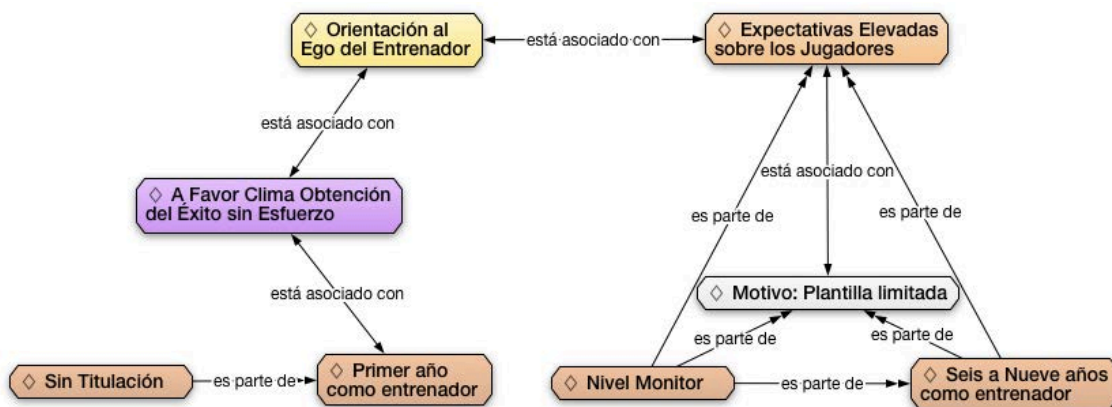 ◇ Orientación al
Ego del Entrenador
está asociado con
◇ Expectativas Elevadas
sobre los Jugadores
está asociado con
está asociado con
◇ A Favor Clima Obtención
del Éxito sin Esfuerzo
es parte de
es parte de
está asociado con
◇ Motivo: Plantilla limitada
es parte de
es parte de
◇ Sin Titulación
es parte de
◇ Primer año
como entrenador
◇ Nivel Monitor
es parte de
◇ Seis a Nueve años
como entrenador